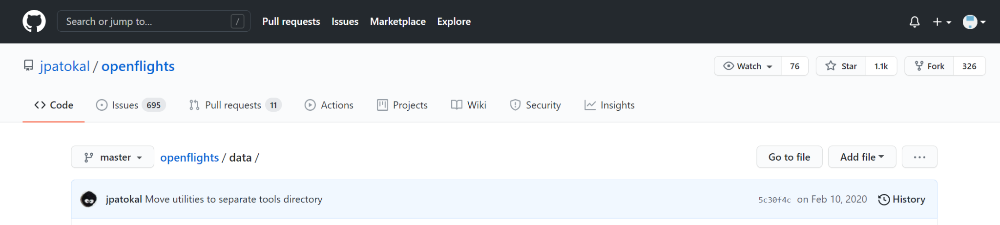 Search or jump to... / Pull requests Issues Marketplace Explore
jpatokal / openflights Watch 76 Star 1.1k Fork 326
Code Issues 695 Pull requests 11 Actions Projects Wiki Security Insights
master openflights / data / Go to file Add file ...
jpatokal Move utilities to separate tools directory 5c30f4c on Feb 10, 2020 History